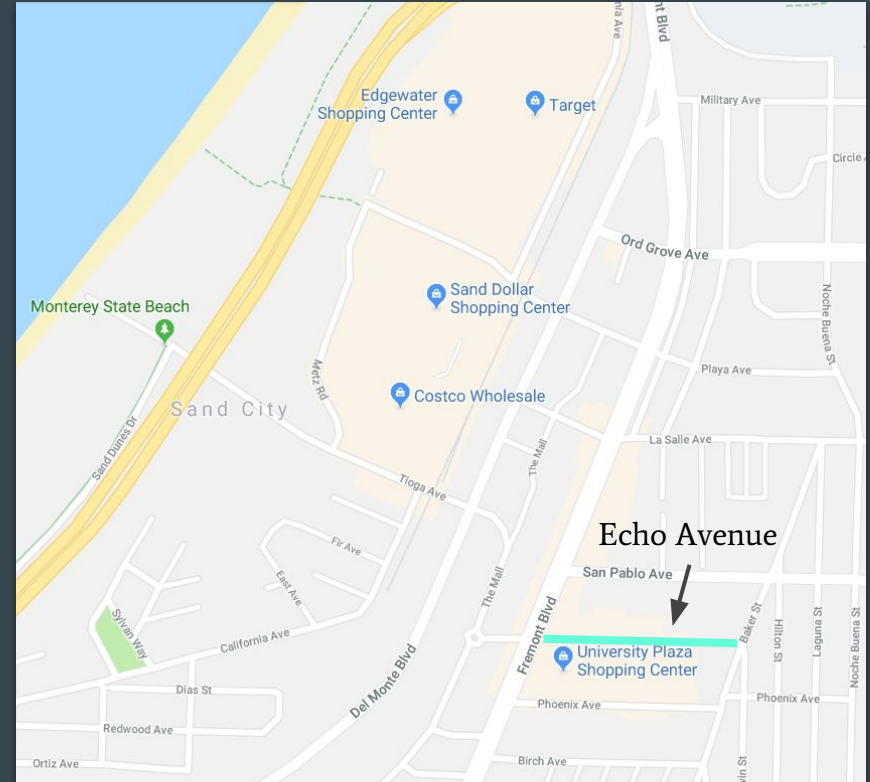 nt Blvd
Edgewater
Shopping Center
Target
Military Ave
Circle
Ord Grove Ave
Sand Dollar
Shopping Center
Monterey State Beach
Noche Buena St
Metz Rd
Playa Ave
Costco Wholesale
Sand City
Sand Dunes Dr
The Mall
La Salle Ave
Tioga Ave
Echo Avenue
Fir Ave
San Pablo Ave
East Ave
The Mall
Sylvan Way
California Ave
Fremont Blvd
University Plaza
Shopping Center
Baker St
Hilton St
Laguna St
Noche Buena St
Del Monte Blvd
Dias St
Phoenix Ave
Phoenix Ave
Redwood Ave
Ortiz Ave
Birch Ave
in St